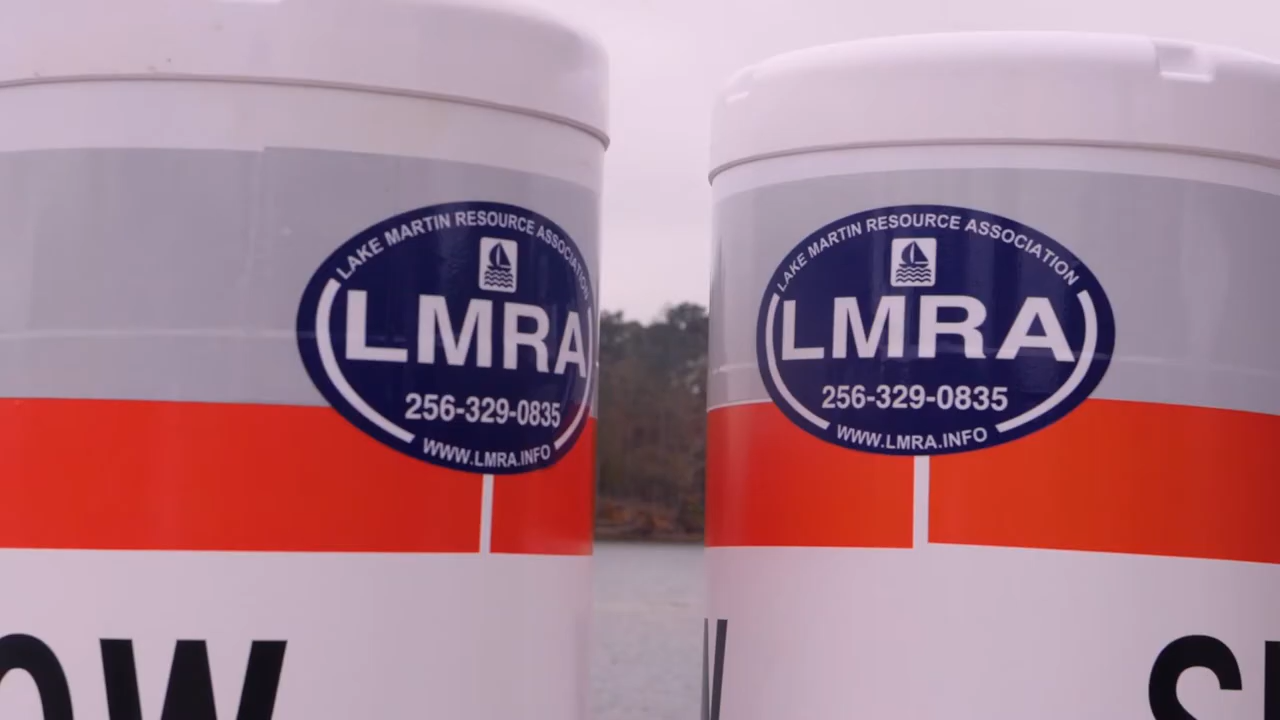 LAKE MARTIN RESOURCE ASSOCIATION
LMRA
256-329-0835
WWW.LMRA.INFO
OW
LAKE MARTIN RESOURCE ASSOCIATION
LMRA
256-329-0835
WWW.LMRA.INFO
W
S